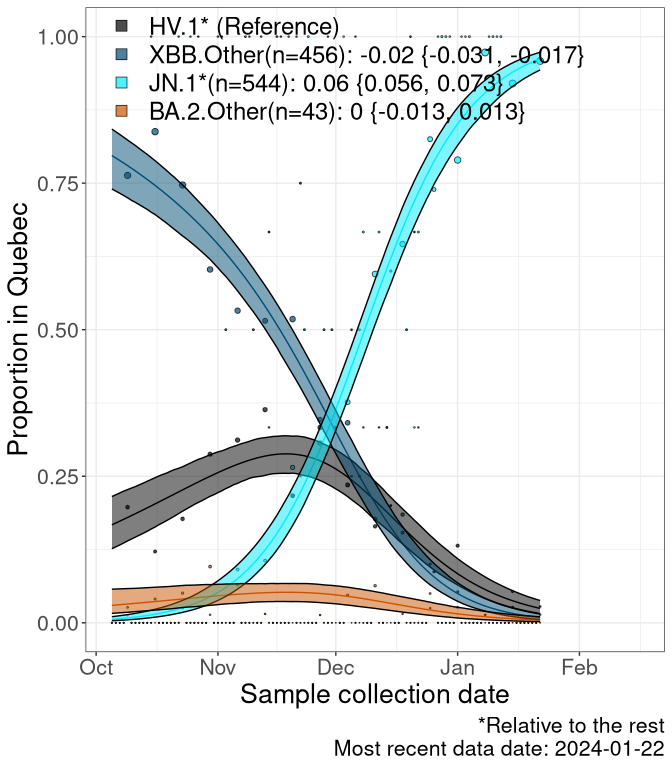 HV.1* (Reference)
XBB.Other(n=456): -0.02 {-0.031, -0.017}
JN.1*(n=544): 0.06 {0.056, 0.073}
BA.2.Other(n=43): 0 {-0.013, 0.013}
1.00
0.75
0.50
0.25
0.00
Proportion in Quebec
Oct Nov Dec Jan Feb
Sample collection date
*Relative to the rest
Most recent data date: 2024-01-22